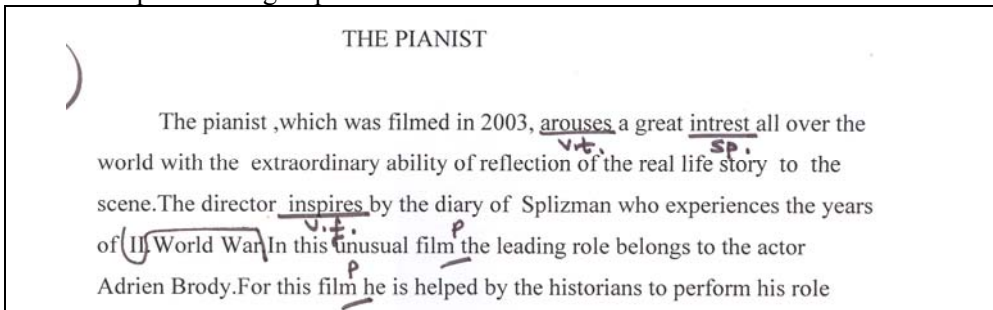 THE PIANIST
The pianist ,which was filmed in 2003, arouses a great intrest all over the
v.t. sp.
world with the extraordinary ability of reflection of the real life story to the
scene.The director inspires by the diary of Splizman who experiences the years
v.t. p
of II.World War.In this unusual film the leading role belongs to the actor
p
Adrien Brody.For this film he is helped by the historians to perform his role